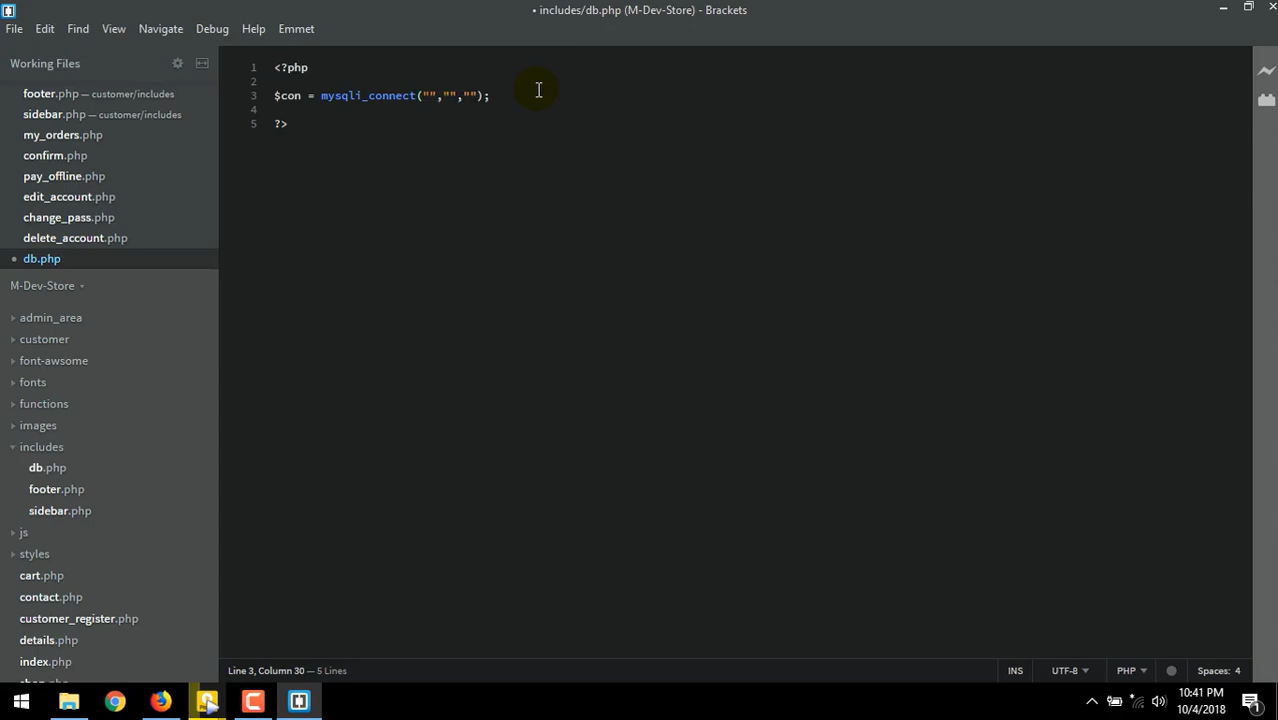 • includes/db.php (M-Dev-Store) - Brackets
File Edit Find View Navigate Debug Help Emmet
Working Files
footer.php — customer/includes
sidebar.php — customer/includes
my_orders.php
confirm.php
pay_offline.php
edit_account.php
change_pass.php
delete_account.php
• db.php
M-Dev-Store
admin_area
customer
font-awsome
fonts
functions
images
includes
db.php
footer.php
sidebar.php
js
styles
cart.php
contact.php
customer_register.php
details.php
index.php
1 <?php
2
3 $con = mysqli_connect("","","");
4
5 ?>
Line 3, Column 30 — 5 Lines
INS UTF-8 PHP Spaces: 4
10:41 PM
10/4/2018
1